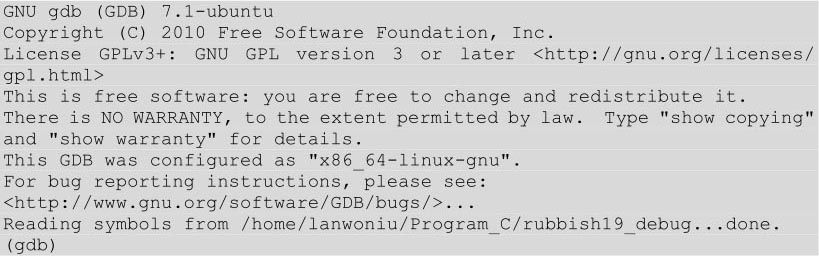 GNU gdb (GDB) 7.1-ubuntu
Copyright (C) 2010 Free Software Foundation, Inc.
License GPLv3+: GNU GPL version 3 or later <http://gnu.org/licenses/
gpl.html>
This is free software: you are free to change and redistribute it.
There is NO WARRANTY, to the extent permitted by law.  Type "show copying"
and "show warranty" for details.
This GDB was configured as "x86_64-linux-gnu".
For bug reporting instructions, please see:
<http://www.gnu.org/software/GDB/bugs/>...
Reading symbols from /home/lanwoniu/Program_C/rubbish19_debug...done.
(gdb)